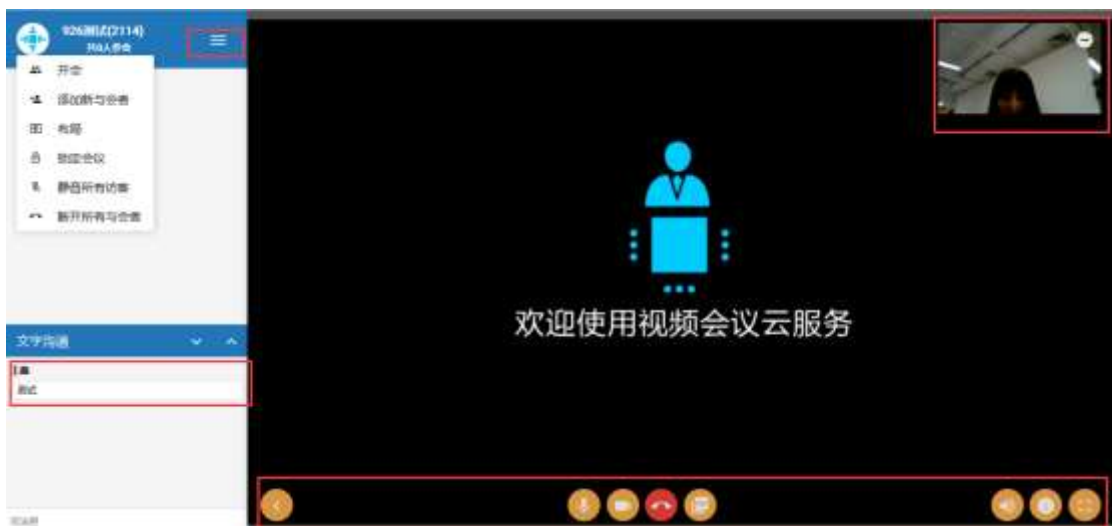 926测试(2114)
开会
添加新与会者
布局
锁定会议
静音所有访客
断开所有与会者
欢迎使用视频会议云服务
文字沟通
测试